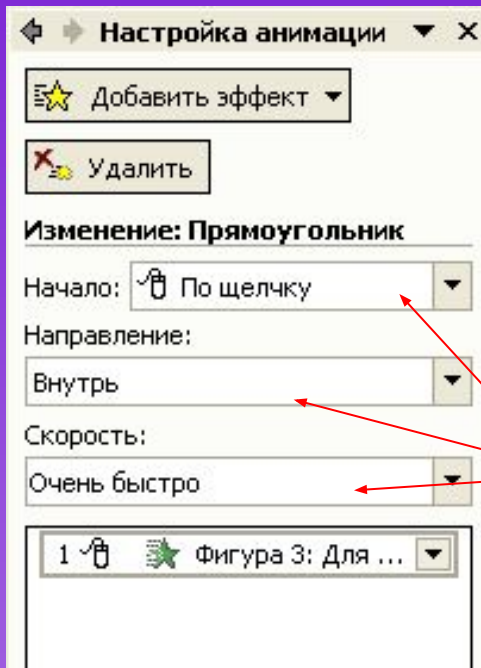 Настройка анимации
Добавить эффект
Удалить
Изменение: Прямоугольник
Начало: По щелчку
Направление:
Внутрь
Скорость:
Очень быстро
1 Фигура 3: Для ...